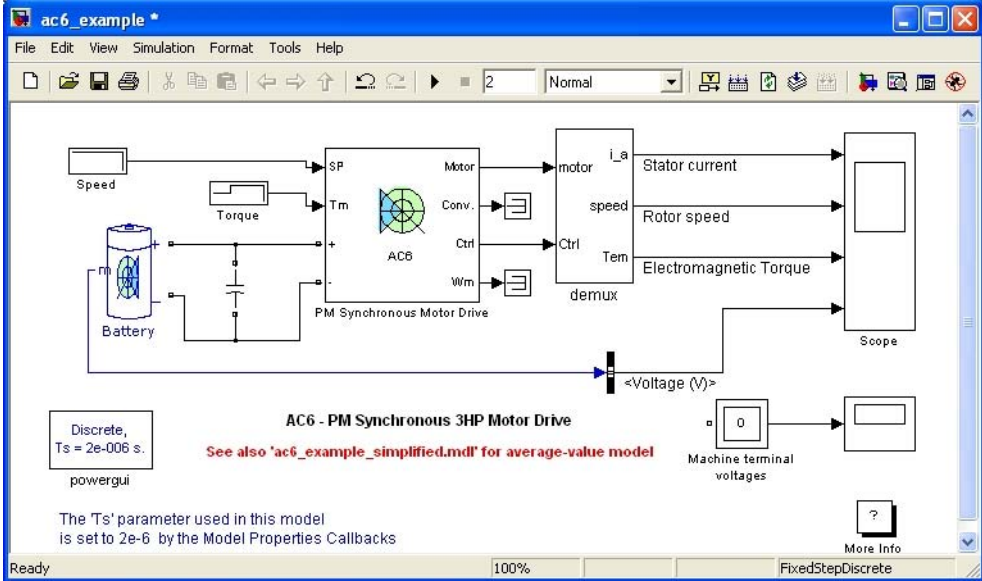 ac6_example *
File Edit View Simulation Format Tools Help
2 Normal
Speed
Torque
m
+
-
Battery
SP
Tm
+
-
Motor
Conv.
Ctrl
Wm
AC6
PM Synchronous Motor Drive
motor
Ctrl
i_a
speed
Tem
demux
Stator current
Rotor speed
Electromagnetic Torque
Scope
<Voltage (V)>
Discrete,
Ts = 2e-006 s.
powergui
AC6 - PM Synchronous 3HP Motor Drive
See also 'ac6_example_simplified.mdl' for average-value model
0
Machine terminal
voltages
The 'Ts' parameter used in this model
is set to 2e-6 by the Model Properties Callbacks
?
More Info
Ready 100% FixedStepDiscrete